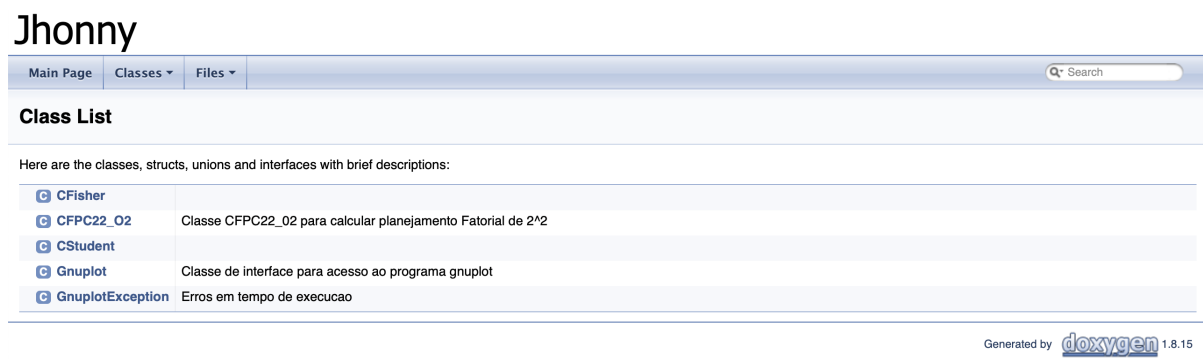 Jhonny
Main Page Classes Files Search
Class List
Here are the classes, structs, unions and interfaces with brief descriptions:
C CFisher
C CFPC22_O2 Classe CFPC22_02 para calcular planejamento Fatorial de 2^2
C CStudent
C Gnuplot Classe de interface para acesso ao programa gnuplot
C GnuplotException Erros em tempo de execucao
Generated by doxygen 1.8.15